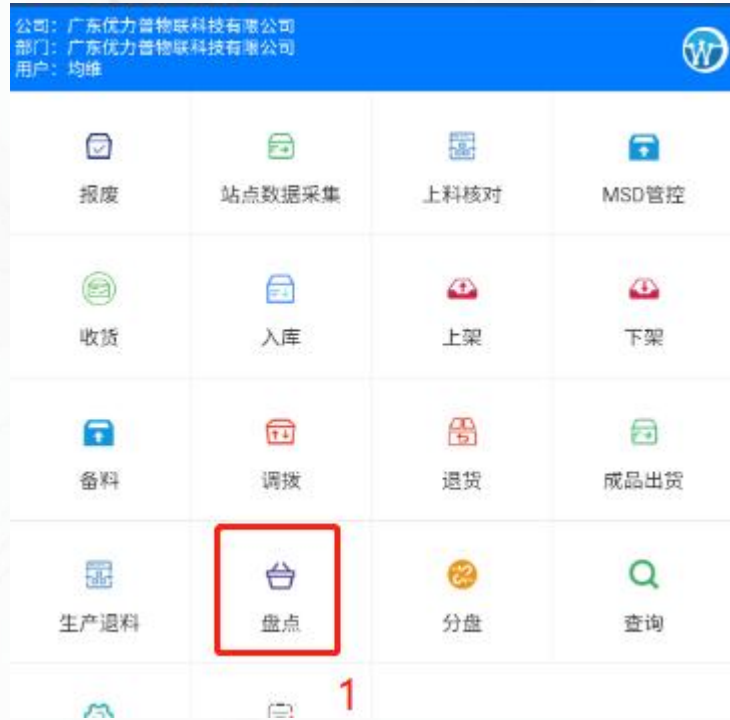 公司：广东优力普物联科技有限公司
部门：广东优力普物联科技有限公司
用户：均维
W
报废
站点数据采集
上料核对
MSD管控
收货
入库
上架
下架
备料
调拨
退货
成品出货
生产退料
盘点
分盘
查询
1